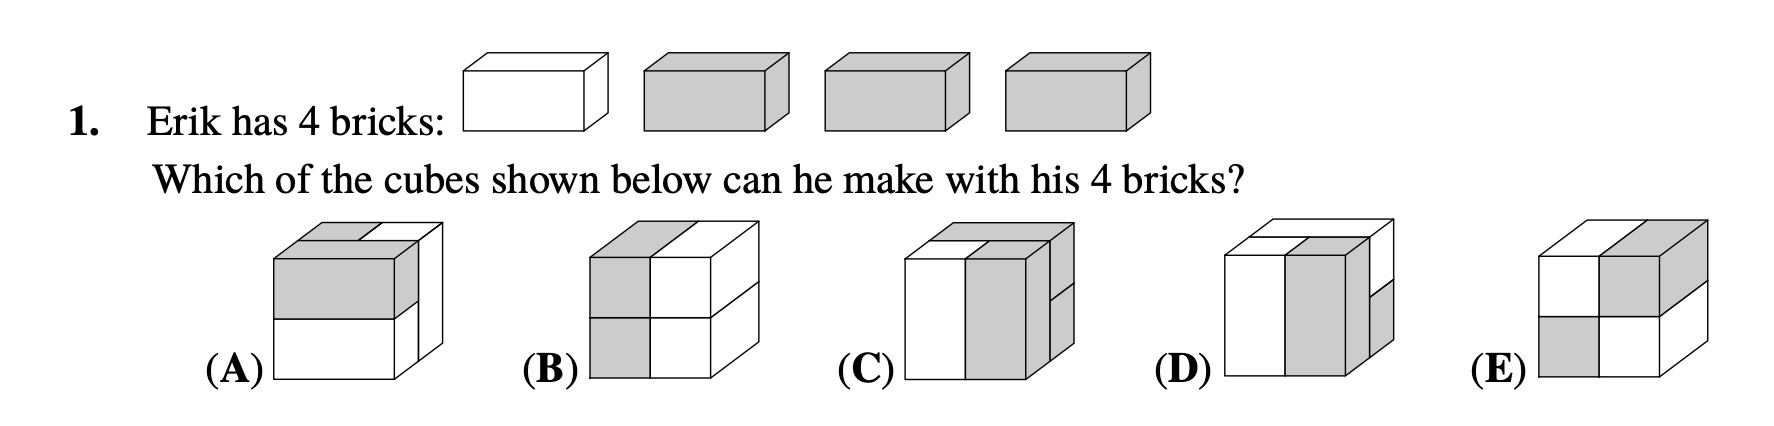 1. Erik has 4 bricks:
Which of the cubes shown below can he make with his 4 bricks?
(A) (B) (C) (D) (E)